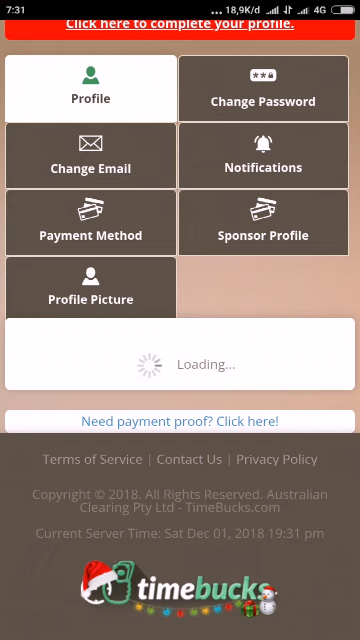 7:31 ... 18,9K/d 4G
Click here to complete your profile.
Profile
Change Password
Change Email
Notifications
Payment Method
Sponsor Profile
Profile Picture
Loading...
Need payment proof? Click here!
Terms of Service | Contact Us | Privacy Policy
Copyright © 2018. All Rights Reserved. Australian
Clearing Pty Ltd - TimeBucks.com
Current Server Time: Sat Dec 01, 2018 19:31 pm
timebucks